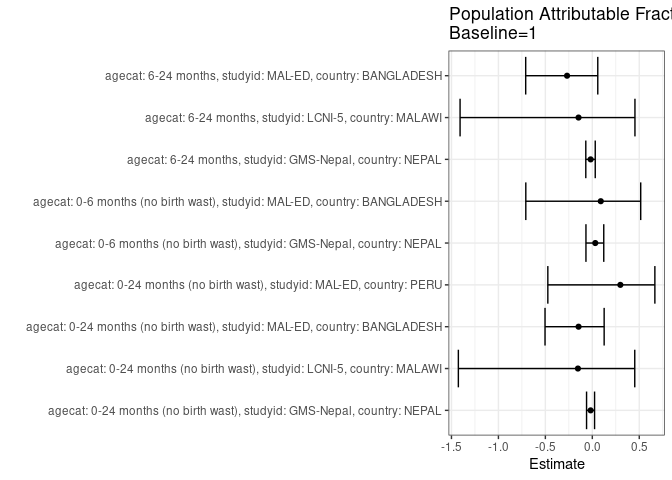 Population Attributable Fract
Baseline=1
agecat: 6-24 months, studyid: MAL-ED, country: BANGLADESH
agecat: 6-24 months, studyid: LCNI-5, country: MALAWI
agecat: 6-24 months, studyid: GMS-Nepal, country: NEPAL
agecat: 0-6 months (no birth wast), studyid: MAL-ED, country: BANGLADESH
agecat: 0-6 months (no birth wast), studyid: GMS-Nepal, country: NEPAL
agecat: 0-24 months (no birth wast), studyid: MAL-ED, country: PERU
agecat: 0-24 months (no birth wast), studyid: MAL-ED, country: BANGLADESH
agecat: 0-24 months (no birth wast), studyid: LCNI-5, country: MALAWI
agecat: 0-24 months (no birth wast), studyid: GMS-Nepal, country: NEPAL
-1.5 -1.0 -0.5 0.0 0.5
Estimate